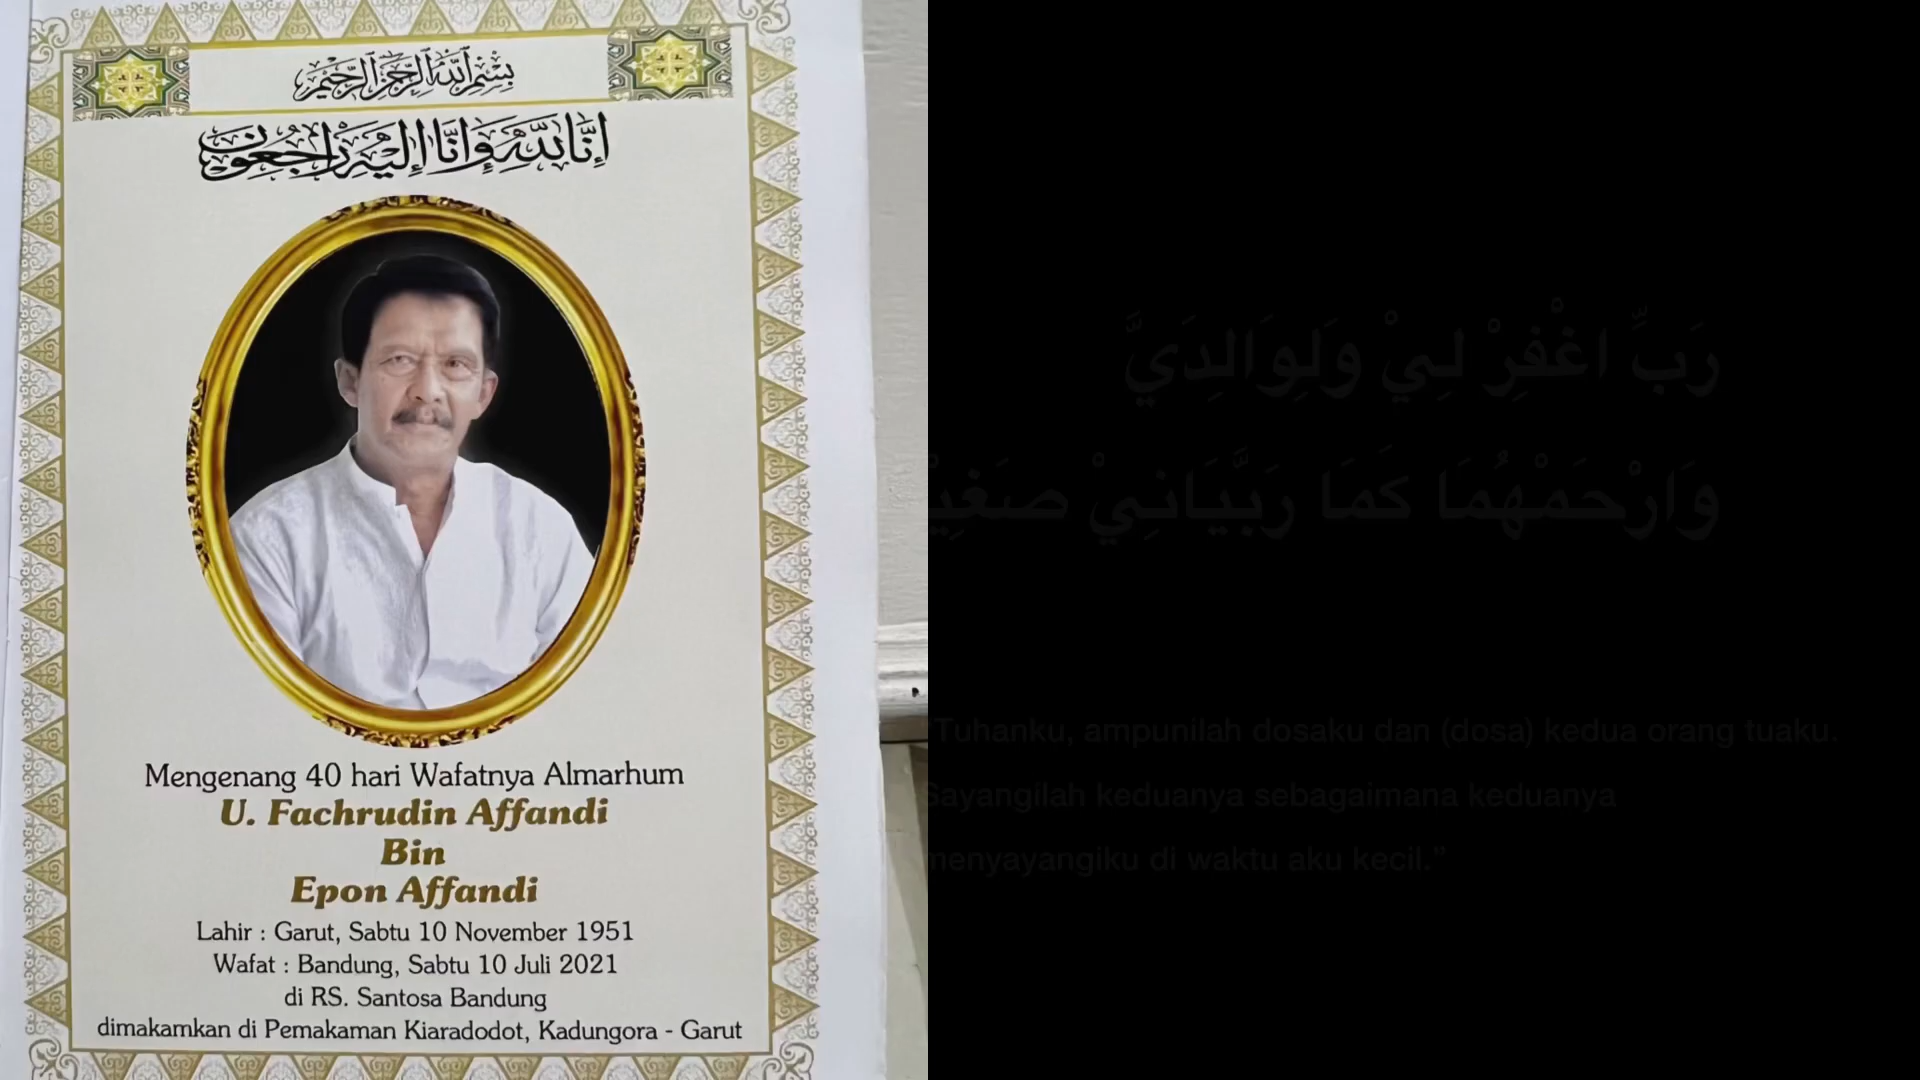 بِسْمِ اللَّهِ الرَّحْمَنِ الرَّحِيمِ
إِنَّا لِلَّهِ وَإِنَّا إِلَيْهِ رَاجِعُونَ
Mengenang 40 hari Wafatnya Almarhum
U. Fachrudin Affandi
Bin
Epon Affandi
Lahir : Garut, Sabtu 10 November 1951
Wafat : Bandung, Sabtu 10 Juli 2021
di RS. Santosa Bandung
dimakamkan di Pemakaman Kiaradodot, Kadungora - Garut
رَبِّ اغْفِرْ لِيْ وَلِوَالِدَيَّ
وَارْحَمْهُمَا كَمَا رَبَّيَانِيْ
Tuhanku, ampunilah dosaku dan (dosa) kedua orang tuaku.
Sayangilah keduanya sebagaimana keduanya
menyayangiku di waktu aku kecil.”